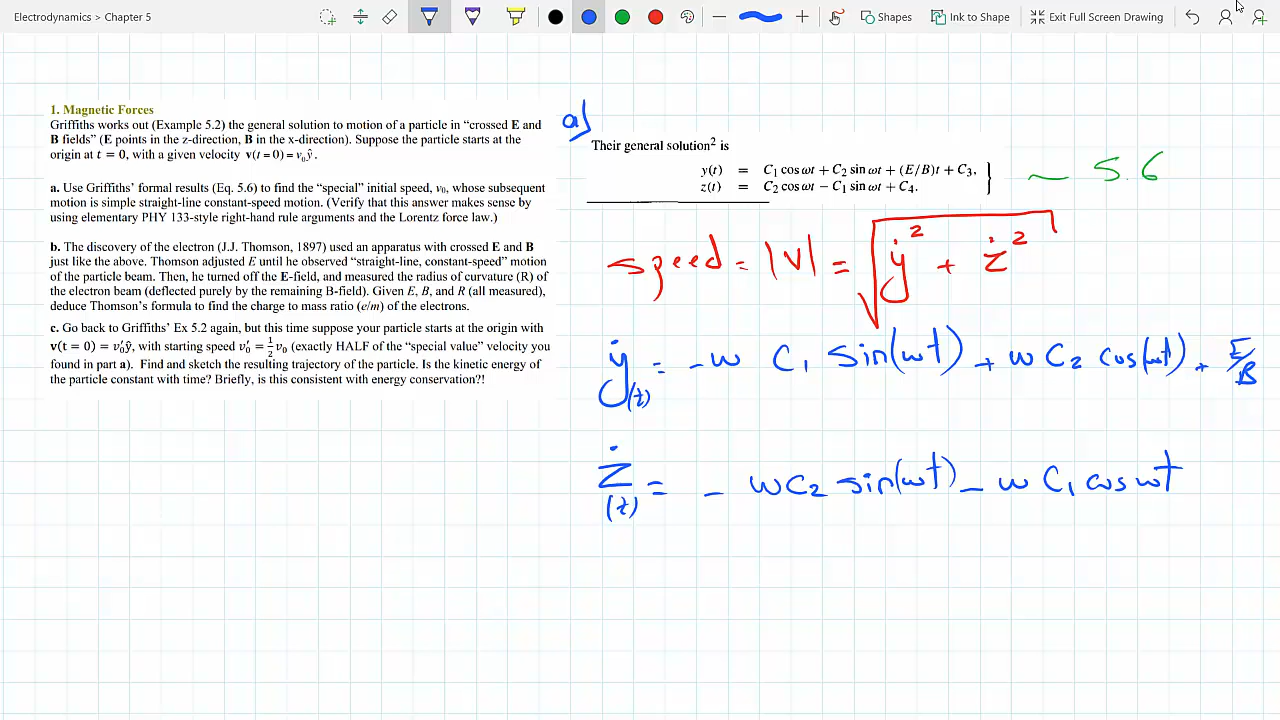 Electrodynamics > Chapter 5
Shapes
Ink to Shape
Exit Full Screen Drawing
1. Magnetic Forces
Griffiths works out (Example 5.2) the general solution to motion of a particle in “crossed E and
B fields” (E points in the z-direction, B in the x-direction). Suppose the particle starts at the
origin at t = 0, with a given velocity v(t = 0) = v₀ŷ.
a. Use Griffiths’ formal results (Eq. 5.6) to find the “special” initial speed, v₀, whose subsequent
motion is simple straight-line constant-speed motion. (Verify that this answer makes sense by
using elementary PHY 133-style right-hand rule arguments and the Lorentz force law.)
b. The discovery of the electron (J.J. Thomson, 1897) used an apparatus with crossed E and B
just like the above. Thomson adjusted E until he observed “straight-line, constant-speed” motion
of the particle beam. Then, he turned off the E-field, and measured the radius of curvature (R) of
the electron beam (deflected purely by the remaining B-field). Given E, B, and R (all measured),
deduce Thomson’s formula to find the charge to mass ratio (e/m) of the electrons.
c. Go back to Griffiths’ Ex 5.2 again, but this time suppose your particle starts at the origin with
v(t = 0) = v₀′ŷ, with starting speed v₀′ = ½v₀ (exactly HALF of the “special value” velocity you
found in part a). Find and sketch the resulting trajectory of the particle. Is the kinetic energy of
the particle constant with time? Briefly, is this consistent with energy conservation?!
a)
Their general solution² is
y(t) = C₁ cos ωt + C₂ sin ωt + (E/B)t + C₃,
z(t) = C₂ cos ωt − C₁ sin ωt + C₄.
~ 5.6
speed = |V| = √(ẏ² + ż²)
ẏ(t) = -ω C₁ sin(ωt) + ω C₂ cos(ωt) + E/B
ż(t) = - ω C₂ sin(ωt) - ω C₁ cos ωt